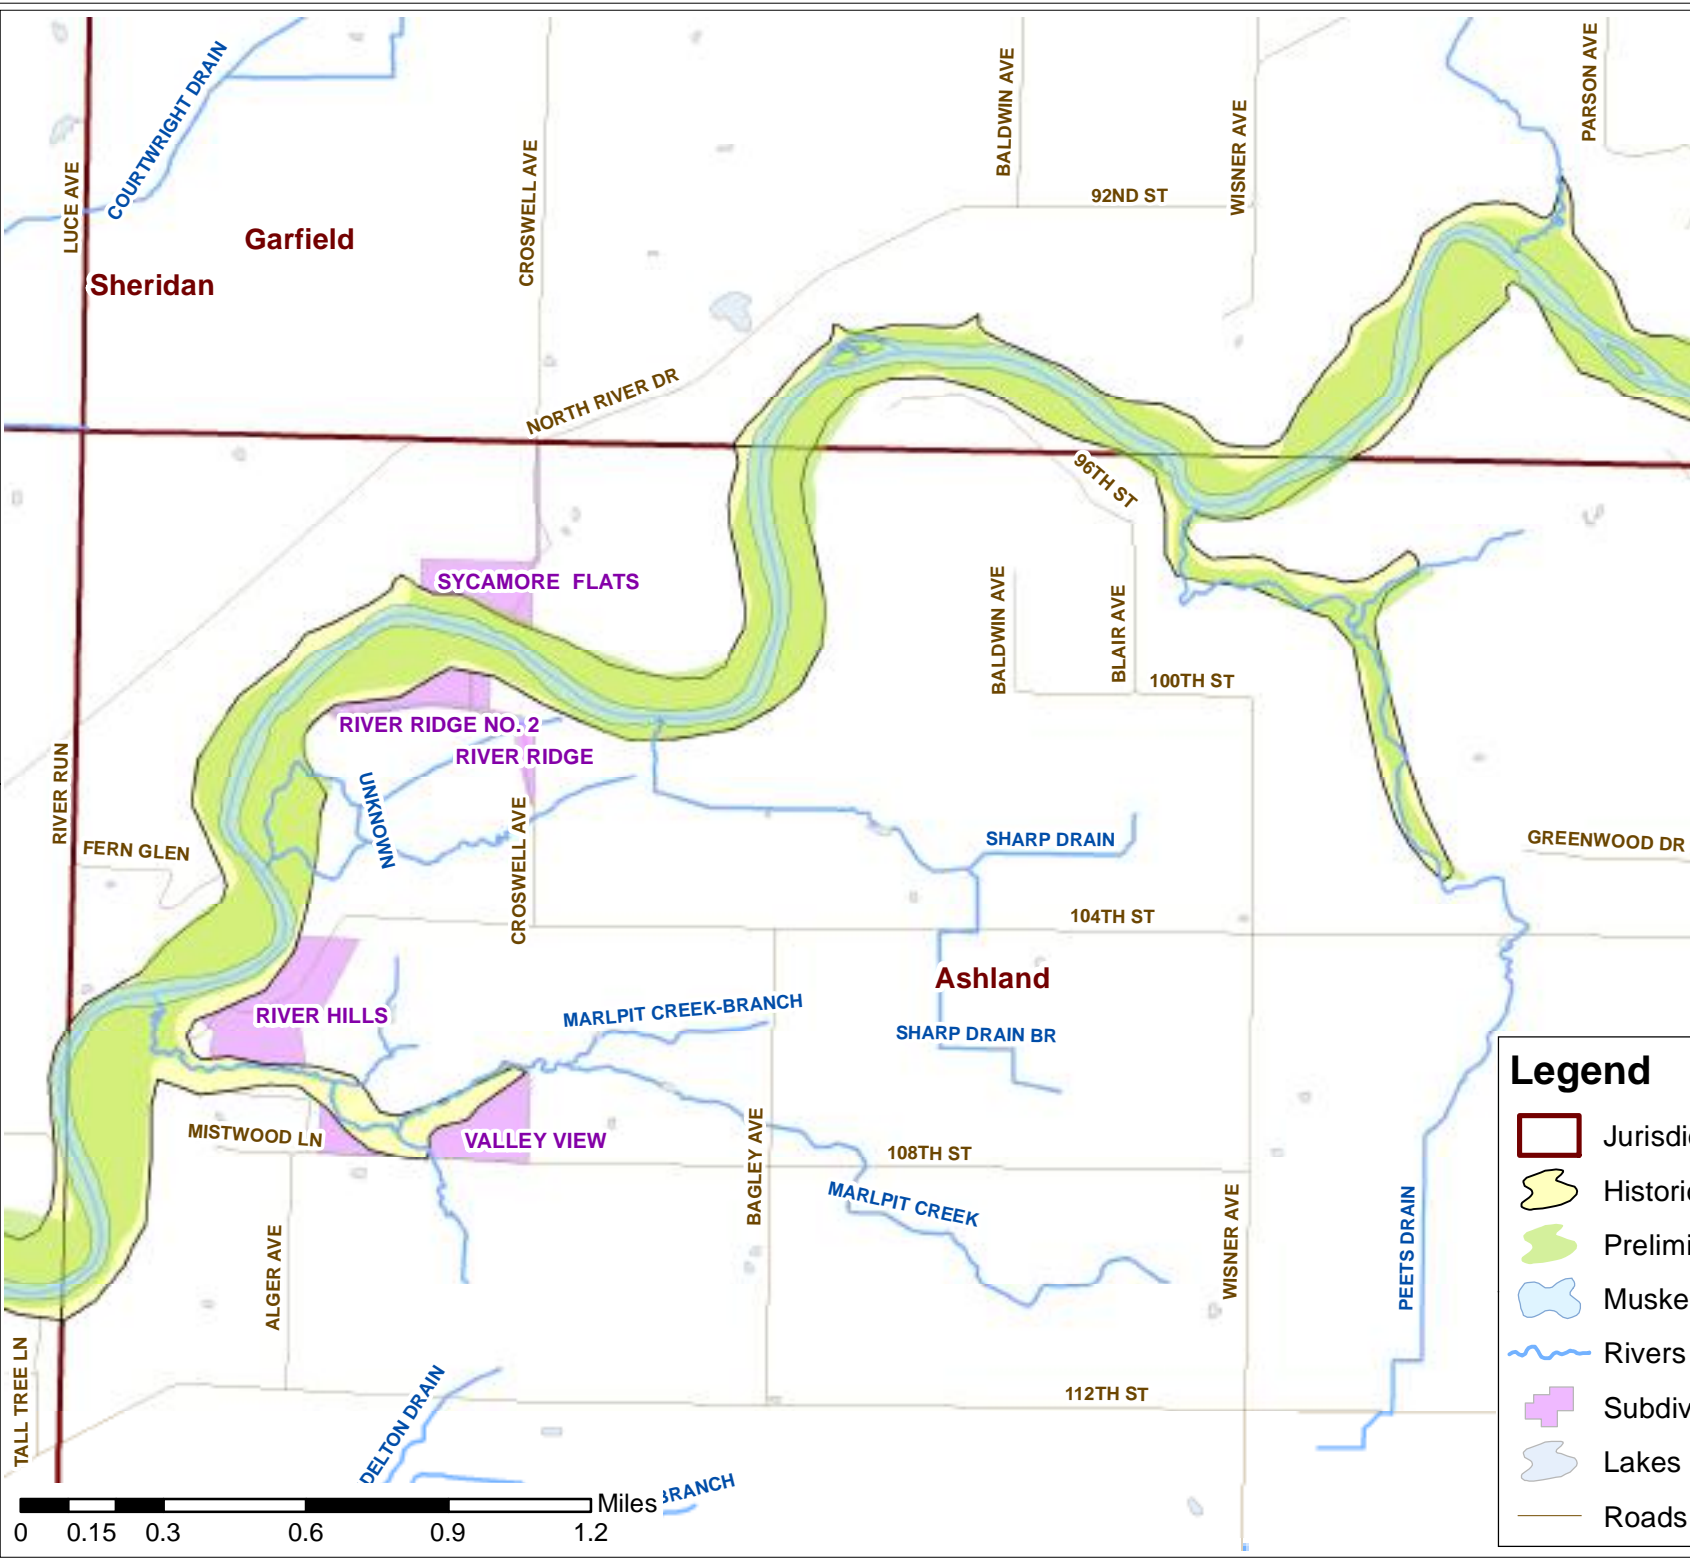 COURTWRIGHT DRAIN
LUCE AVE
CROSWELL AVE
BALDWIN AVE
WISNER AVE
PARSON AVE
92ND ST
Garfield
Sheridan
NORTH RIVER DR
96TH ST
SYCAMORE FLATS
BALDWIN AVE
BLAIR AVE
100TH ST
RIVER RIDGE NO. 2
RIVER RIDGE
RIVER RUN
UNKNOWN
FERN GLEN
CROSWELL AVE
SHARP DRAIN
GREENWOOD DR
104TH ST
Ashland
RIVER HILLS
MARLPIT CREEK-BRANCH
SHARP DRAIN BR
MISTWOOD LN
VALLEY VIEW
BAGLEY AVE
108TH ST
MARLPIT CREEK
WISNER AVE
PEETS DRAIN
ALGER AVE
TALL TREE LN
DELTON DRAIN
112TH ST
BRANCH
Miles
0 0.15 0.3 0.6 0.9 1.2
Legend
Jurisdi
Histori
Prelimi
Muske
Rivers
Subdiv
Lakes
Roads